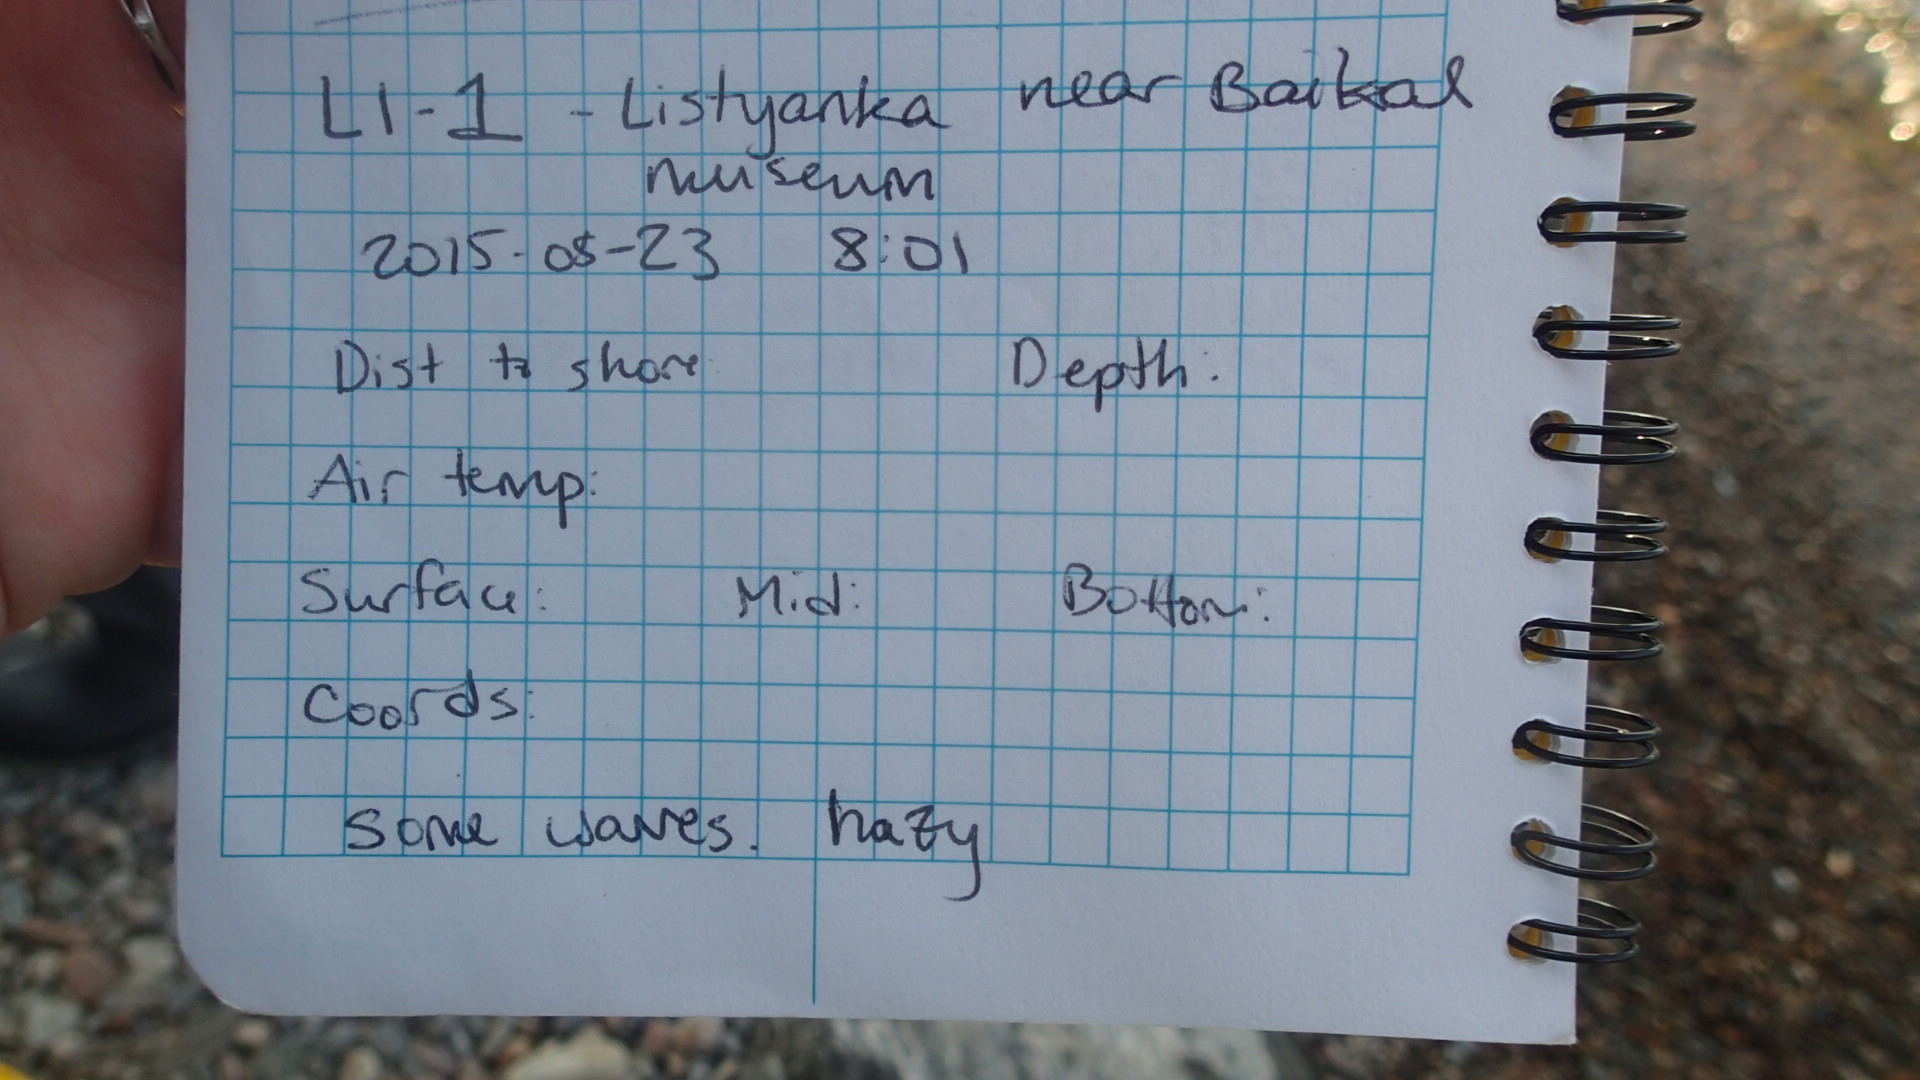 LI-1 - Listyanka near Baikal
museum
2015-05-23 8:01
Dist to shore: Depth:
Air temp:
Surface: Mid: Bottom:
Coords:
some waves. hazy